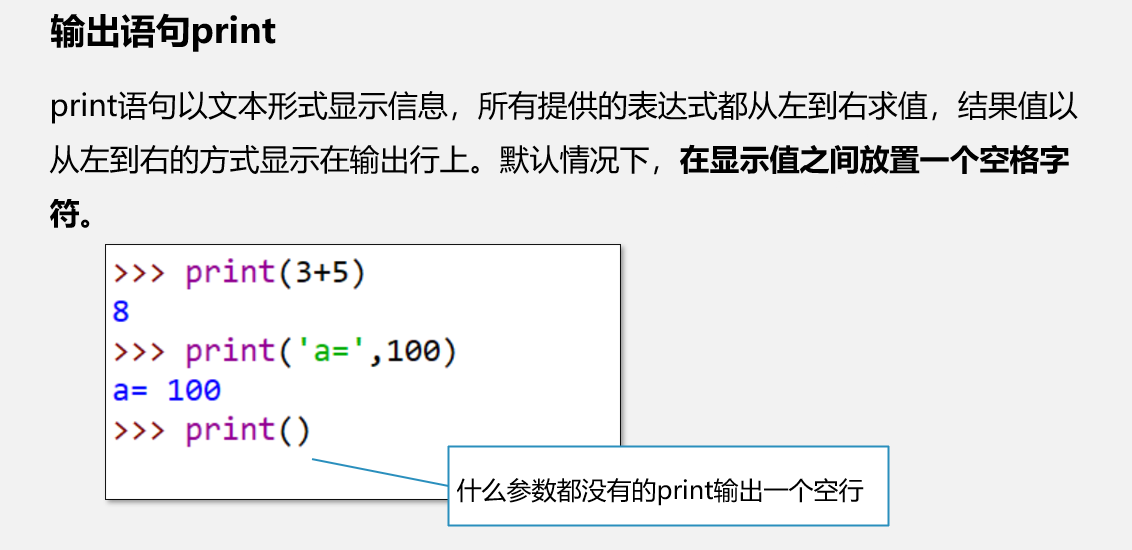 输出语句print
print语句以文本形式显示信息，所有提供的表达式都从左到右求值，结果值以
从左到右的方式显示在输出行上。默认情况下，在显示值之间放置一个空格字
符。
>>> print(3+5)
8
>>> print('a=',100)
a= 100
>>> print()
什么参数都没有的print输出一个空行